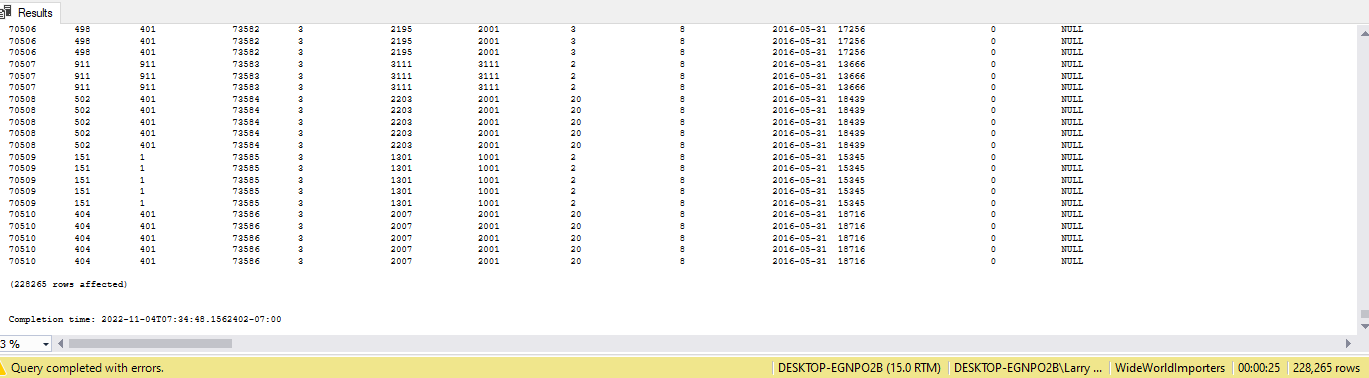 Results
70506 498 401 73582 3 2195 2001 3 8 2016-05-31 17256 0 NULL
70506 498 401 73582 3 2195 2001 3 8 2016-05-31 17256 0 NULL
70506 498 401 73582 3 2195 2001 3 8 2016-05-31 17256 0 NULL
70507 911 911 73583 3 3111 3111 2 8 2016-05-31 13666 0 NULL
70507 911 911 73583 3 3111 3111 2 8 2016-05-31 13666 0 NULL
70507 911 911 73583 3 3111 3111 2 8 2016-05-31 13666 0 NULL
70508 502 401 73584 3 2203 2001 20 8 2016-05-31 18439 0 NULL
70508 502 401 73584 3 2203 2001 20 8 2016-05-31 18439 0 NULL
70508 502 401 73584 3 2203 2001 20 8 2016-05-31 18439 0 NULL
70508 502 401 73584 3 2203 2001 20 8 2016-05-31 18439 0 NULL
70508 502 401 73584 3 2203 2001 20 8 2016-05-31 18439 0 NULL
70509 151 1 73585 3 1301 1001 2 8 2016-05-31 15345 0 NULL
70509 151 1 73585 3 1301 1001 2 8 2016-05-31 15345 0 NULL
70509 151 1 73585 3 1301 1001 2 8 2016-05-31 15345 0 NULL
70509 151 1 73585 3 1301 1001 2 8 2016-05-31 15345 0 NULL
70509 151 1 73585 3 1301 1001 2 8 2016-05-31 15345 0 NULL
70510 404 401 73586 3 2007 2001 20 8 2016-05-31 18716 0 NULL
70510 404 401 73586 3 2007 2001 20 8 2016-05-31 18716 0 NULL
70510 404 401 73586 3 2007 2001 20 8 2016-05-31 18716 0 NULL
70510 404 401 73586 3 2007 2001 20 8 2016-05-31 18716 0 NULL
70510 404 401 73586 3 2007 2001 20 8 2016-05-31 18716 0 NULL
(228265 rows affected)
Completion time: 2022-11-04T07:34:48.1562402-07:00
3 %
Query completed with errors. DESKTOP-EGNPO2B (15.0 RTM) DESKTOP-EGNPO2B\Larry ... WideWorldImporters 00:00:25 228,265 rows